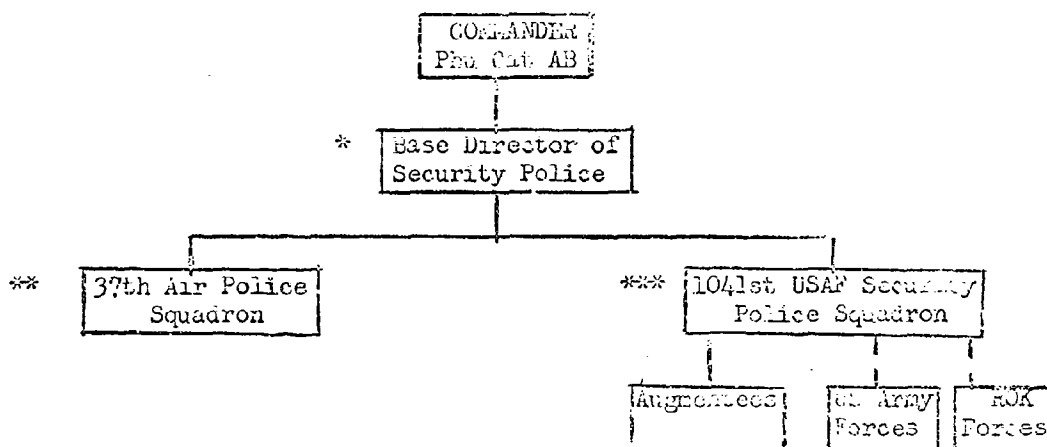 COMMANDER
Phu Cat AB
* Base Director of
Security Police
** 37th Air Police
Squadron
*** 1041st USAF Security
Police Squadron
Augmentees
US Army
Forces
ROK
Forces